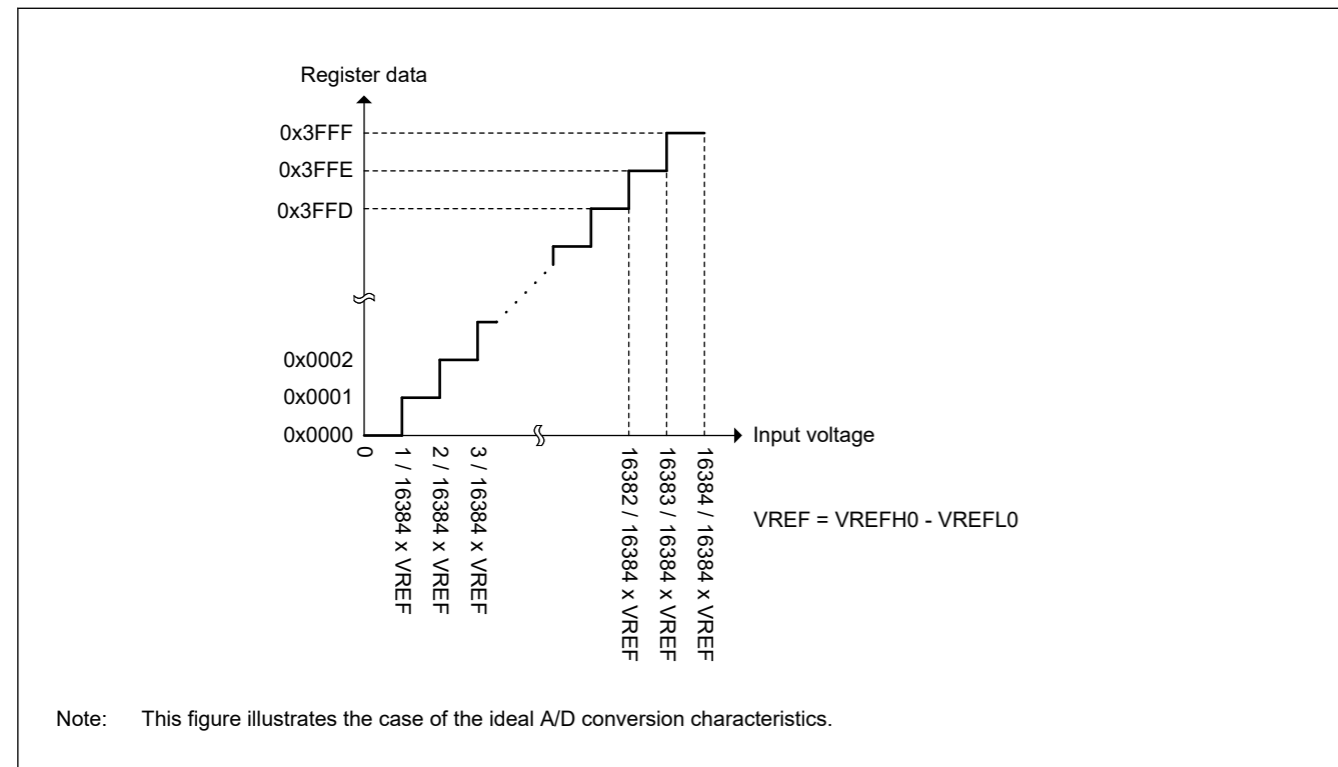 Register data
0x3FFF
0x3FFE
0x3FFD
0x0002
0x0001
0x0000
Input voltage
0
1 / 16384 x VREF
2 / 16384 x VREF
3 / 16384 x VREF
16382 / 16384 x VREF
16383 / 16384 x VREF
16384 / 16384 x VREF
VREF = VREFH0 - VREFL0
Note: This figure illustrates the case of the ideal A/D conversion characteristics.